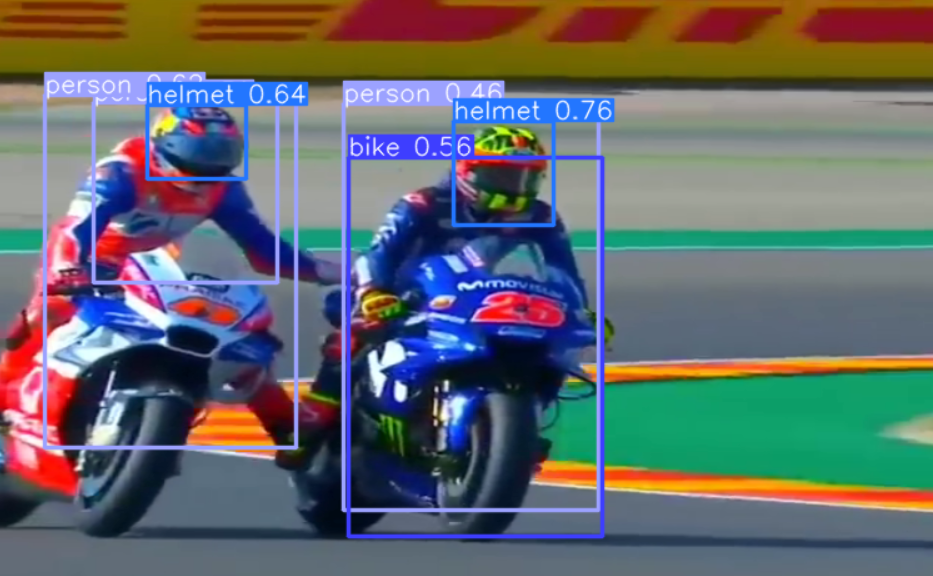 person 0.62
helmet 0.64
person 0.46
helmet 0.76
bike 0.56
movistar
25